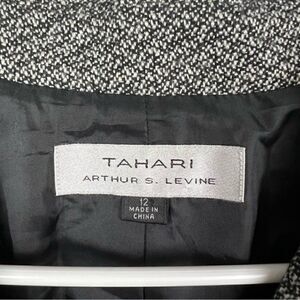 TAHARI
ARTHUR S. LEVINE
12
MADE IN
CHINA